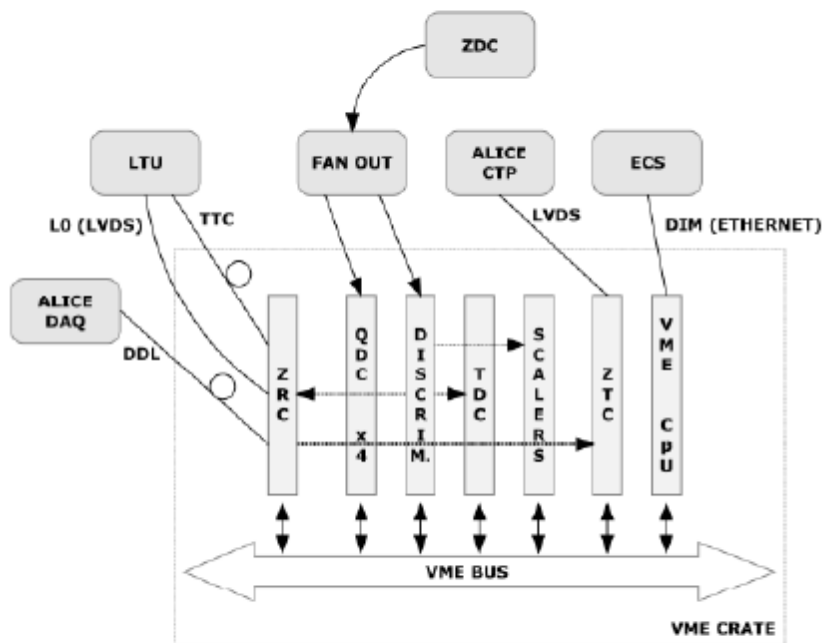 ZDC
LTU
FAN OUT
ALICE
CTP
ECS
L0 (LVDS)
TTC
LVDS
DIM (ETHERNET)
ALICE
DAQ
DDL
ZRC
QDC x4
DISCRIM.
TDC
SCALERS
ZTC
VME CpU
VME BUS
VME CRATE